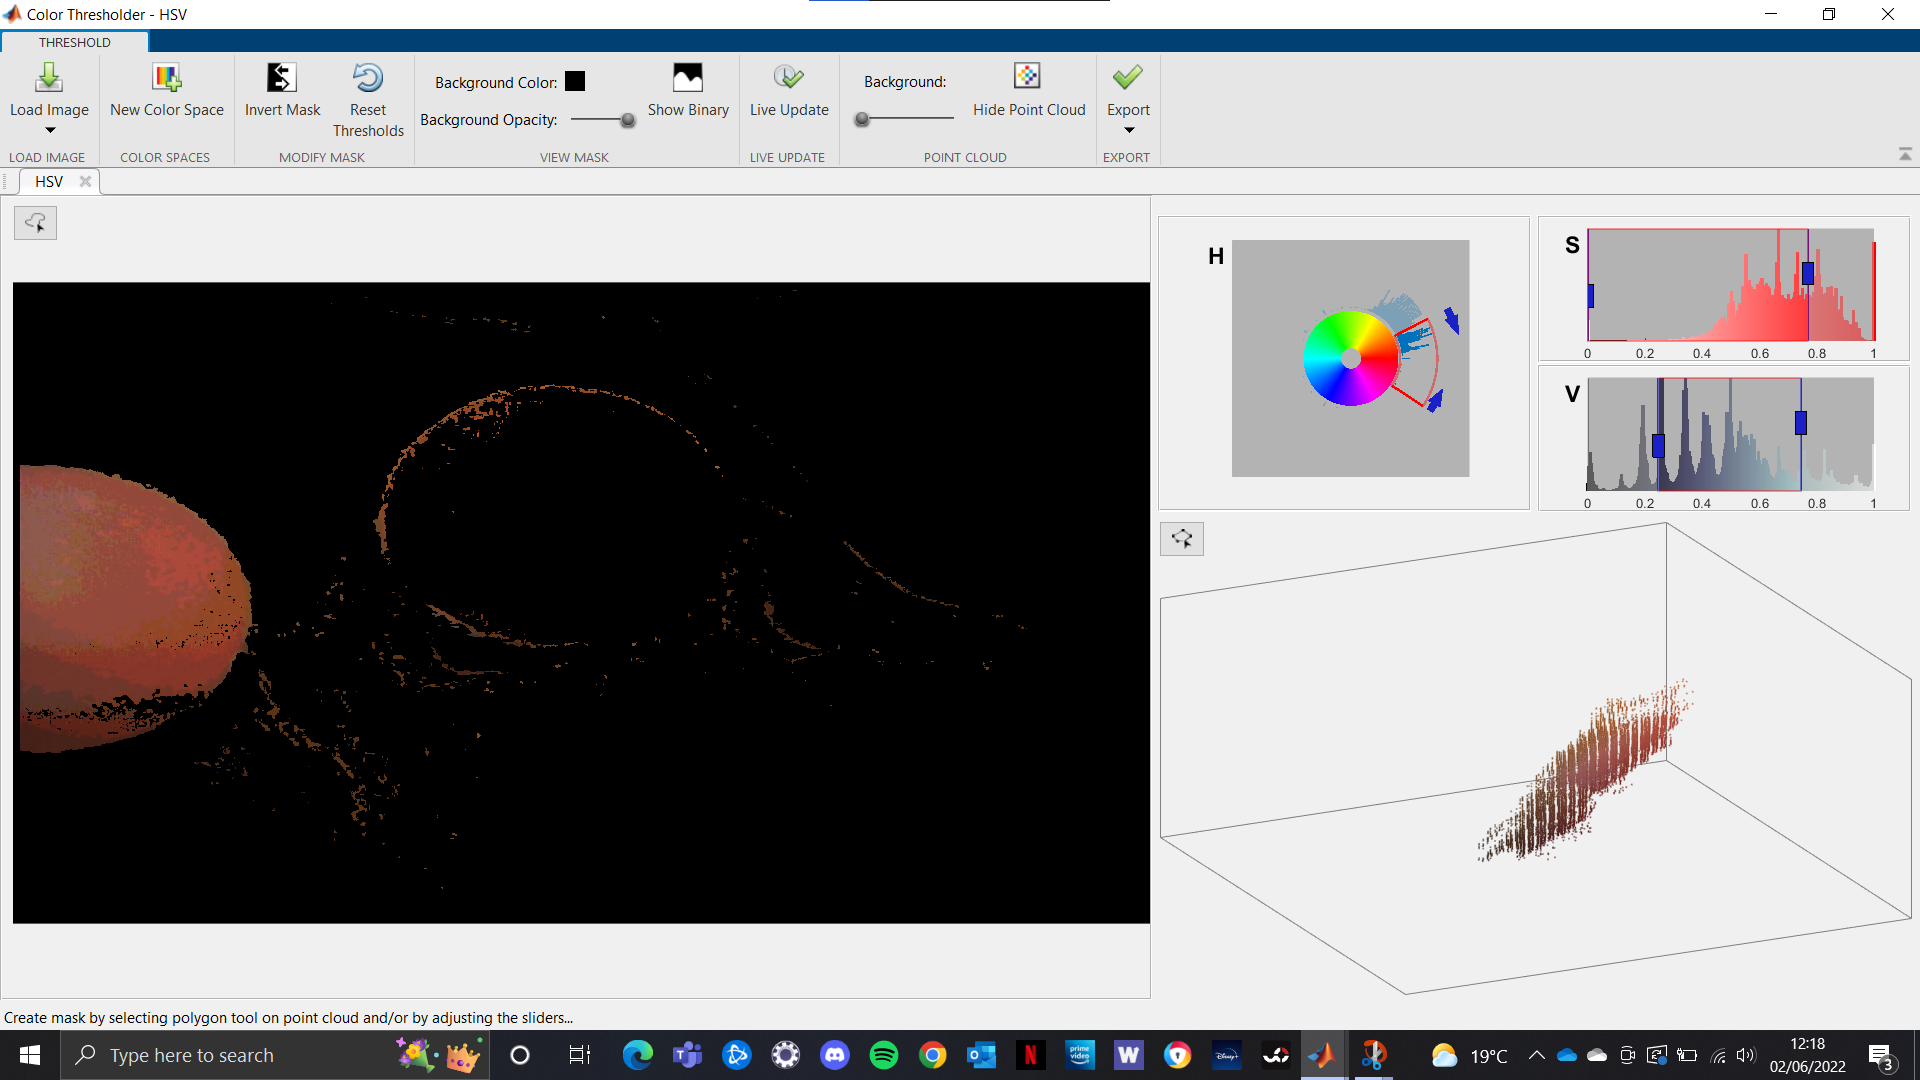 Color Thresholder - HSV
THRESHOLD
Load Image
New Color Space
Invert Mask
Reset
Thresholds
Background Color:
Background Opacity:
Show Binary
Live Update
Background:
Hide Point Cloud
Export
LOAD IMAGE
COLOR SPACES
MODIFY MASK
VIEW MASK
LIVE UPDATE
POINT CLOUD
EXPORT
HSV
H
S
0 0.2 0.4 0.6 0.8 1
V
0 0.2 0.4 0.6 0.8 1
Create mask by selecting polygon tool on point cloud and/or by adjusting the sliders...
Type here to search
N
prime
video
W
Disney+
19°C
12:18
02/06/2022
3